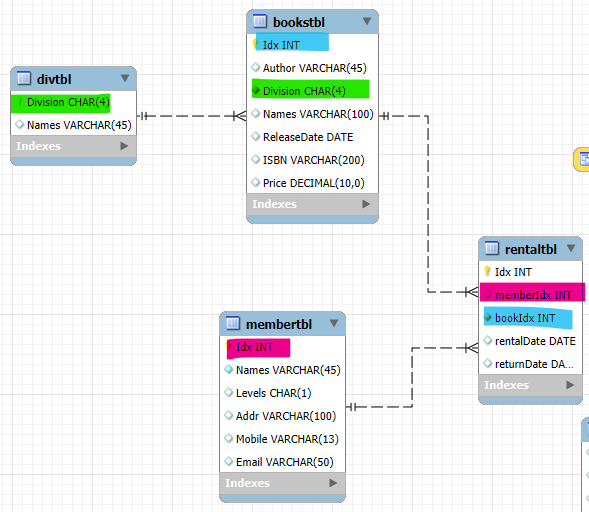 bookstbl
Idx INT
Author VARCHAR(45)
Division CHAR(4)
Names VARCHAR(100)
ReleaseDate DATE
ISBN VARCHAR(200)
Price DECIMAL(10,0)
Indexes
divtbl
Division CHAR(4)
Names VARCHAR(45)
Indexes
rentaltbl
Idx INT
memberIdx INT
bookIdx INT
rentalDate DATE
returnDate DA...
Indexes
membertbl
Idx INT
Names VARCHAR(45)
Levels CHAR(1)
Addr VARCHAR(100)
Mobile VARCHAR(13)
Email VARCHAR(50)
Indexes